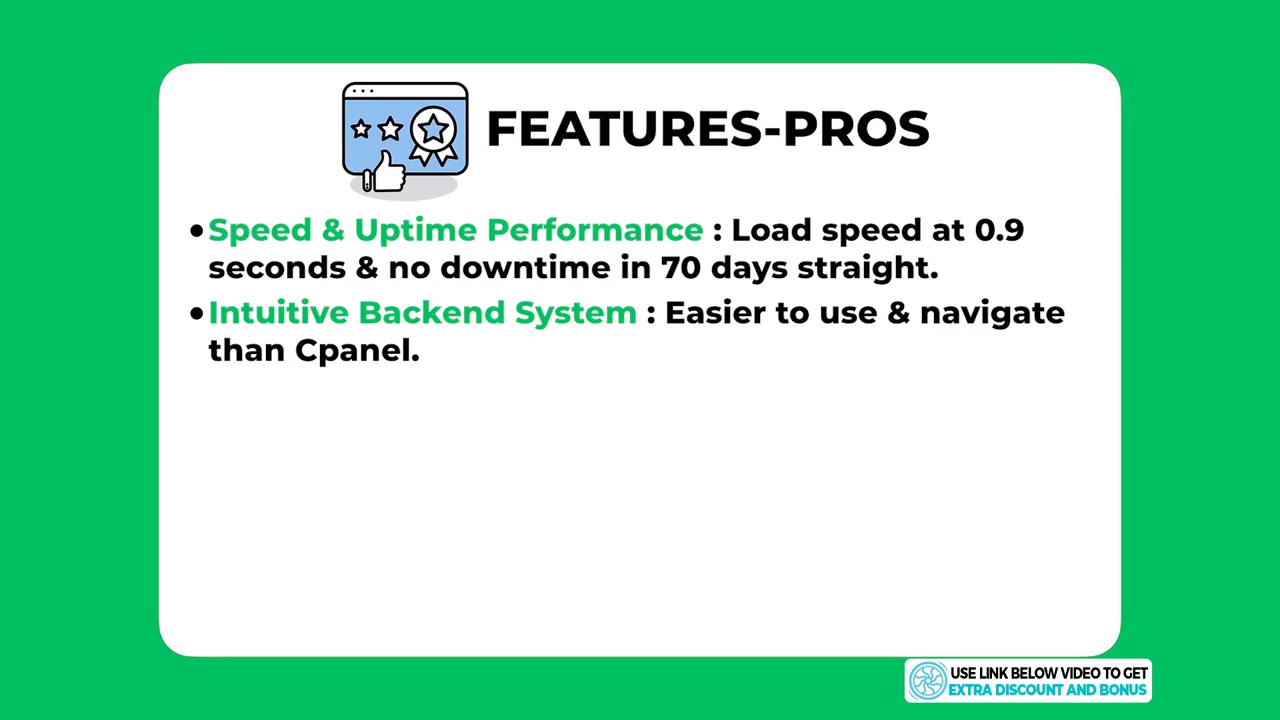 FEATURES-PROS
•Speed & Uptime Performance : Load speed at 0.9
seconds & no downtime in 70 days straight.
•Intuitive Backend System : Easier to use & navigate
than Cpanel.
USE LINK BELOW VIDEO TO GET
EXTRA DISCOUNT AND BONUS